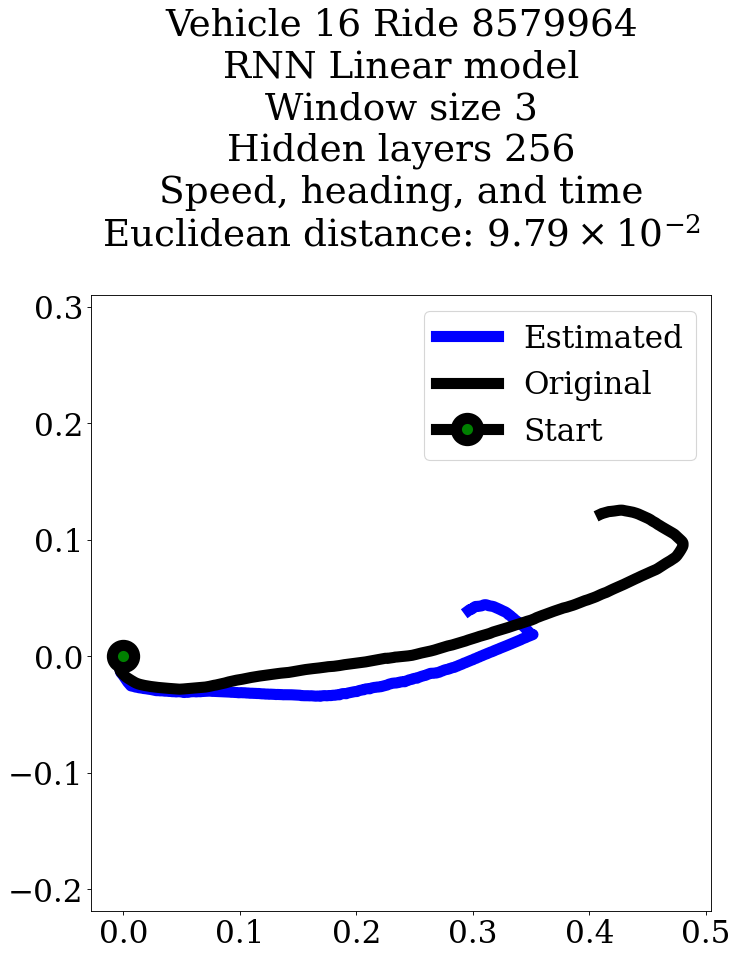 Vehicle 16 Ride 8579964
RNN Linear model
Window size 3
Hidden layers 256
Speed, heading, and time
Euclidean distance: 9.79 × 10⁻²
0.3
Estimated
Original
Start
0.2
0.1
0.0
−0.1
−0.2
0.0 0.1 0.2 0.3 0.4 0.5